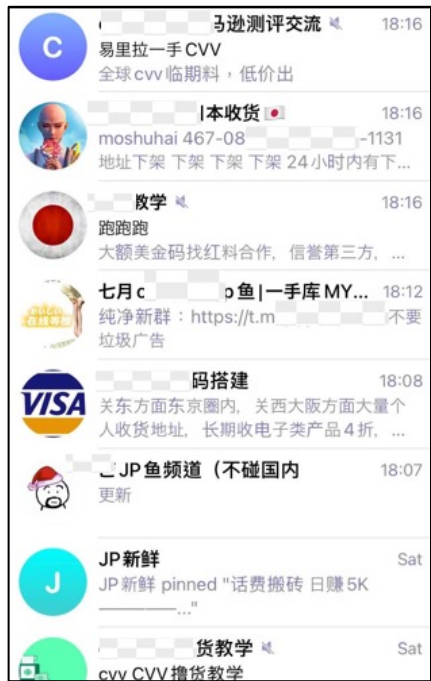 马逊测评交流 18:16
C
易里拉一手CVV
全球cvv临期料，低价出
本收货 18:16
moshuhai 467-08 -1131
地址下架 下架 下架 下架 24小时内有下...
教学 18:16
跑跑跑
大额美金码找红料合作，信誉第三方，...
七月c p鱼|一手库MY... 18:12
在线等
纯净新群：https://t.m 不要
垃圾广告
码搭建 18:08
VISA
关东方面东京圈内，关西大阪方面大量个
人收货地址，长期收电子类产品4折，...
JP鱼频道（不碰国内 18:07
更新
JP新鲜 Sat
J
JP新鲜 pinned "话费搬砖 日赚5K
————..."
货教学 Sat
cvv CVV撸货教学